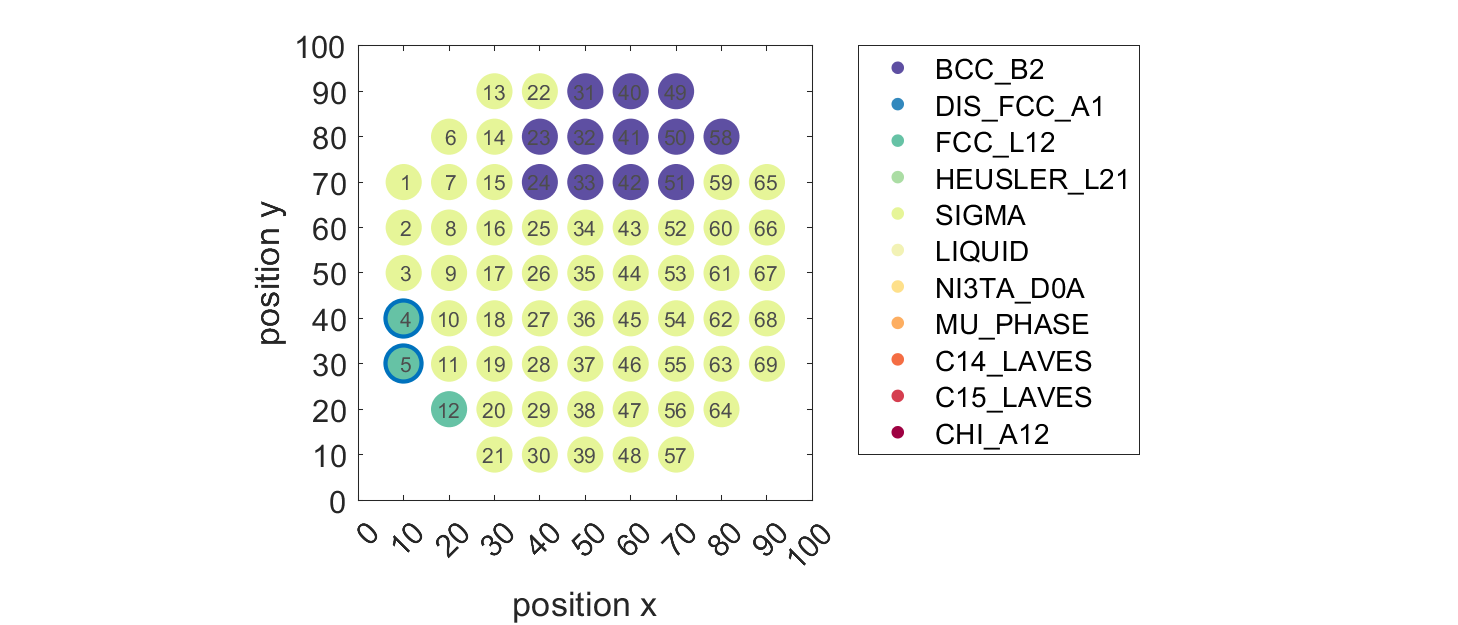 100
90
80
70
60
50
40
30
20
10
0
position y
13 22 31 40 49
6 14 23 32 41 50 58
1 7 15 24 33 42 51 59 65
2 8 16 25 34 43 52 60 66
3 9 17 26 35 44 53 61 67
4 10 18 27 36 45 54 62 68
5 11 19 28 37 46 55 63 69
12 20 29 38 47 56 64
21 30 39 48 57
0 10 20 30 40 50 60 70 80 90 100
position x
BCC_B2
DIS_FCC_A1
FCC_L12
HEUSLER_L21
SIGMA
LIQUID
NI3TA_D0A
MU_PHASE
C14_LAVES
C15_LAVES
CHI_A12